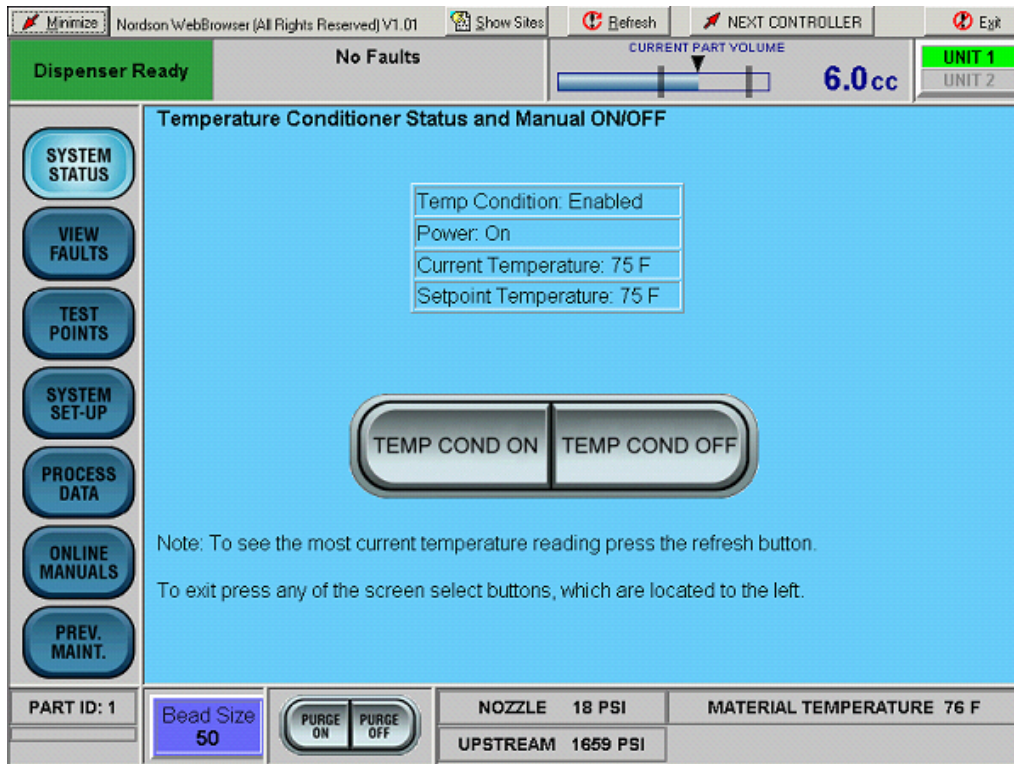 Minimize
Nordson WebBrowser (All Rights Reserved) V1.01
Show Sites
Refresh
NEXT CONTROLLER
Exit
Dispenser Ready
No Faults
CURRENT PART VOLUME
6.0 cc
UNIT 1
UNIT 2
SYSTEM
STATUS
VIEW
FAULTS
TEST
POINTS
SYSTEM
SET-UP
PROCESS
DATA
ONLINE
MANUALS
PREV.
MAINT.
Temperature Conditioner Status and Manual ON/OFF
Temp Condition: Enabled
Power: On
Current Temperature: 75 F
Setpoint Temperature: 75 F
TEMP COND ON
TEMP COND OFF
Note: To see the most current temperature reading press the refresh button.
To exit press any of the screen select buttons, which are located to the left.
PART ID: 1
Bead Size
50
PURGE
ON
PURGE
OFF
NOZZLE 18 PSI
UPSTREAM 1659 PSI
MATERIAL TEMPERATURE 76 F